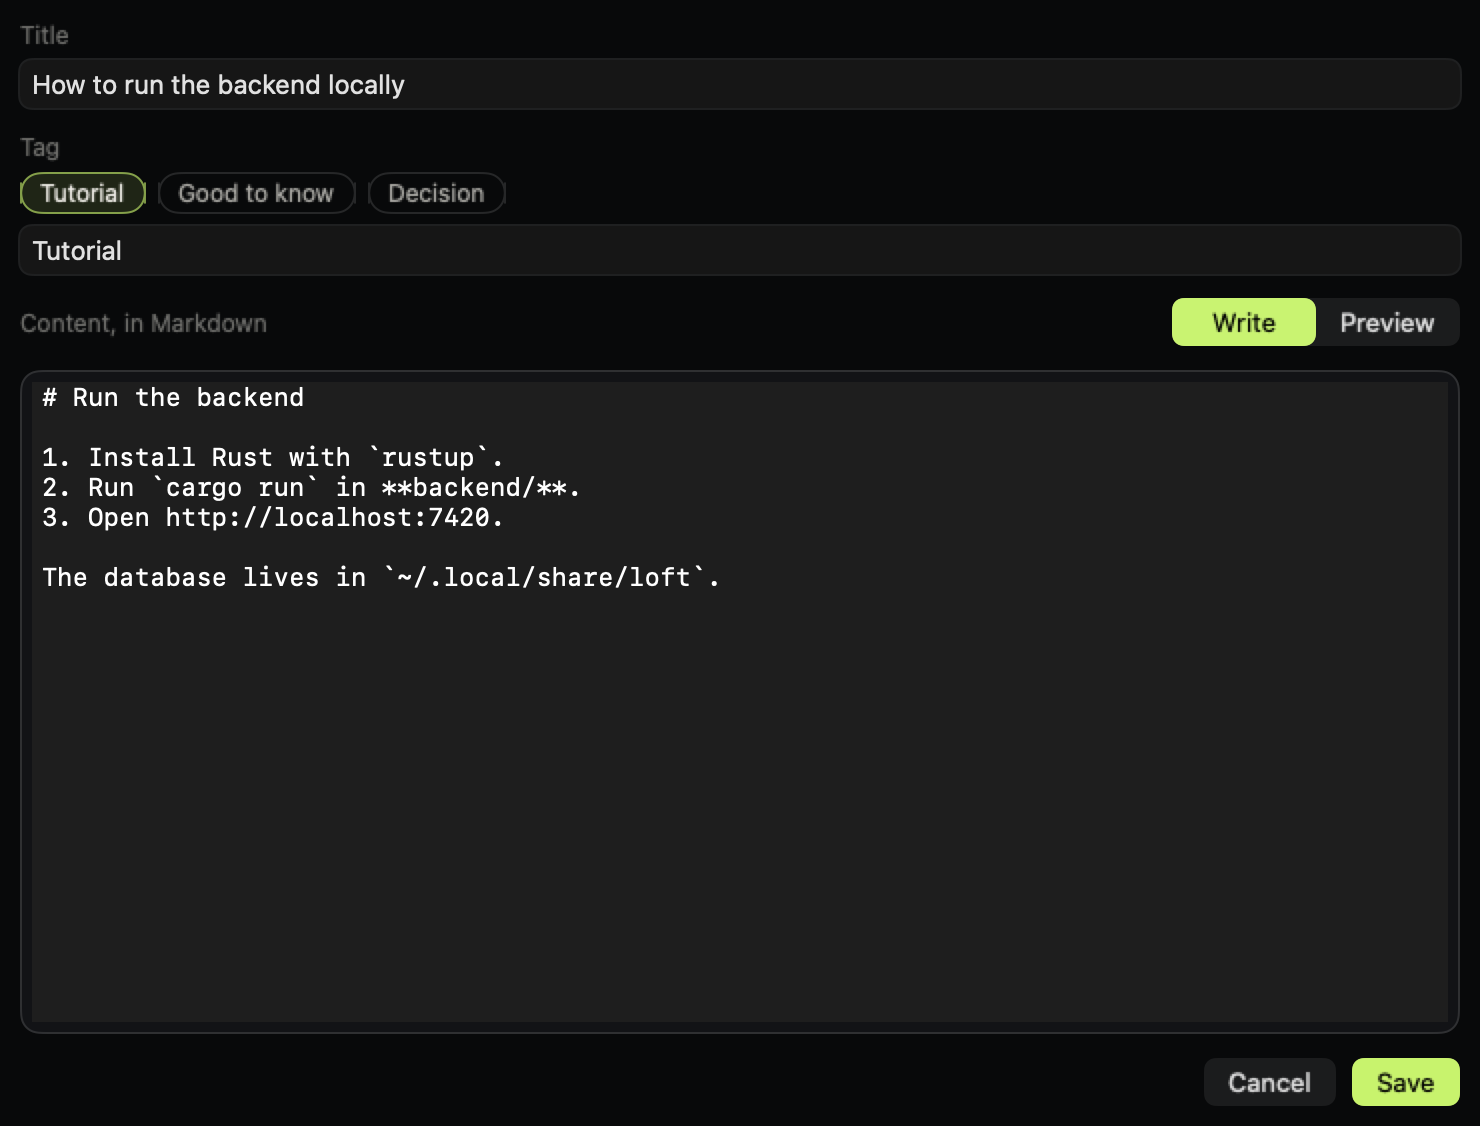 Title
How to run the backend locally
Tag
Tutorial Good to know Decision
Tutorial
Content, in Markdown Write Preview
# Run the backend
1. Install Rust with `rustup`.
2. Run `cargo run` in **backend/**.
3. Open http://localhost:7420.
The database lives in `~/.local/share/loft`.
Cancel Save